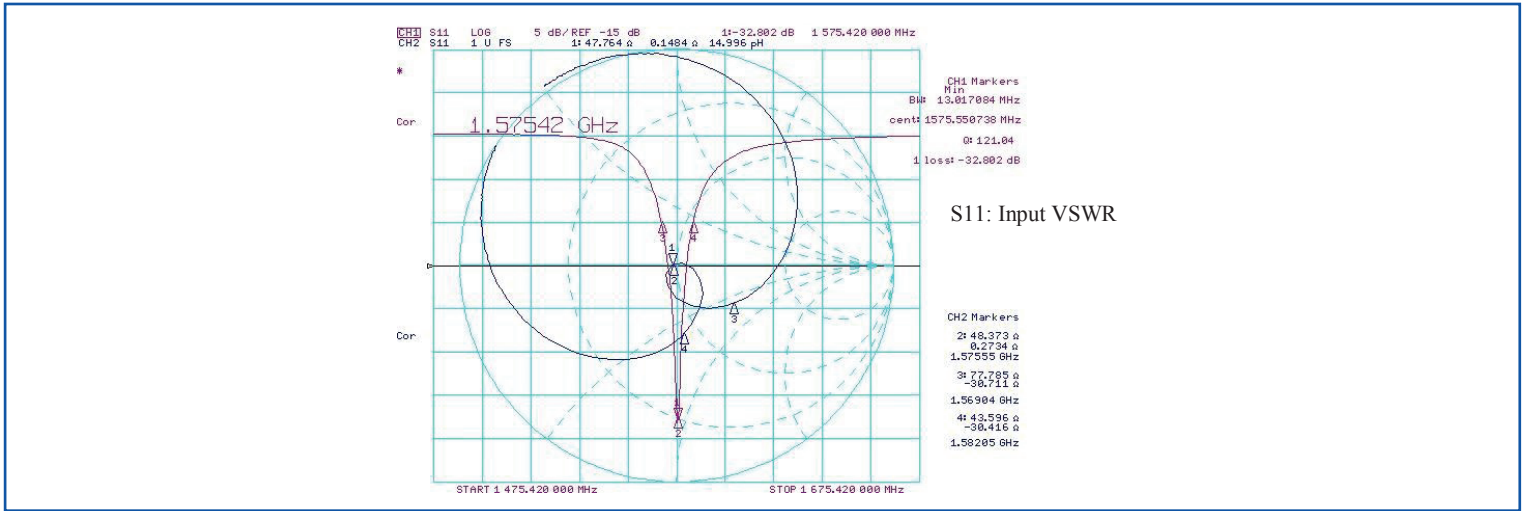 CH1 S11 LOG 5 dB/ REF -15 dB 1:-32.802 dB 1 575.420 000 MHz
CH2 S11 1 U FS 1: 47.764 Ω 0.1484 Ω 14.996 pH
*
CH1 Markers
Min
BW: 13.017084 MHz
Cor
1.57542 GHz
cent: 1575.550738 MHz
Q: 121.04
1 loss: -32.802 dB
S11: Input VSWR
3
4
1
2
3
4
CH2 Markers
Cor
2: 48.373 Ω
0.2734 Ω
1.57555 GHz
3: 77.785 Ω
-30.711 Ω
1.56904 GHz
4: 43.596 Ω
-30.416 Ω
1.58205 GHz
1
2
START 1 475.420 000 MHz STOP 1 675.420 000 MHz